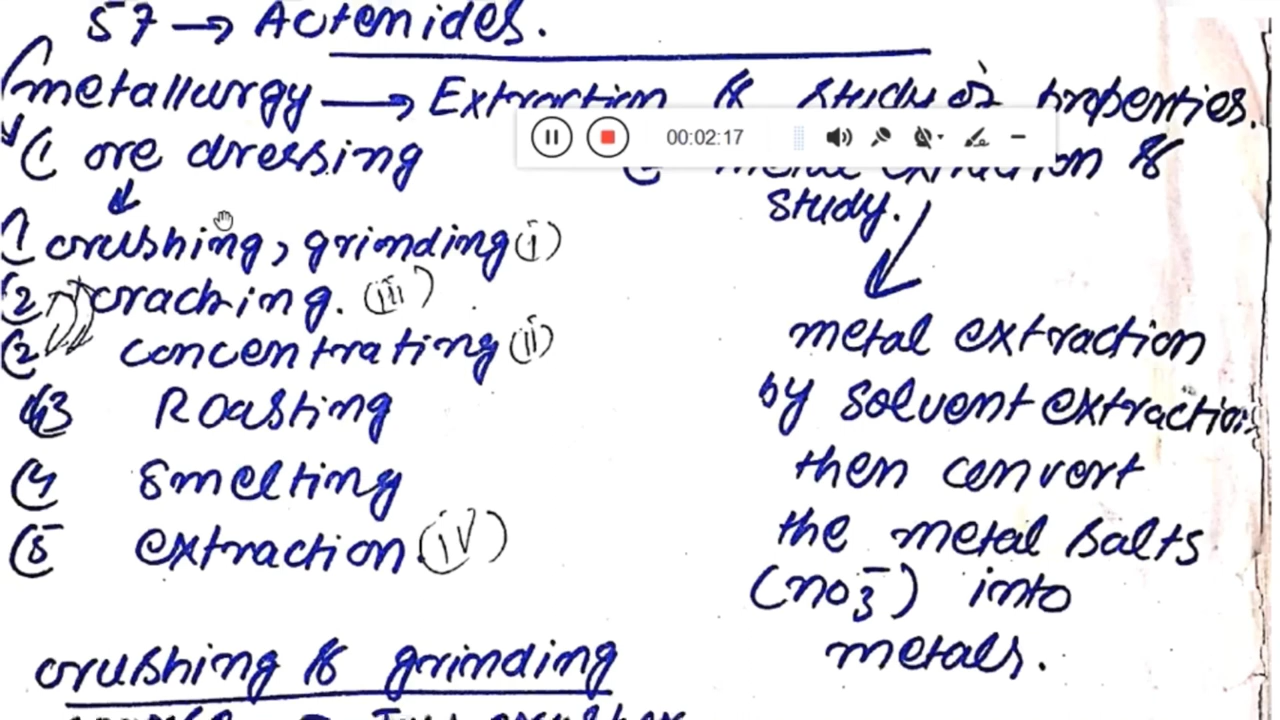 57 → Actenides.
metallurgy → Extraction & study it's properties.
00:02:17
(1 ore dressing
metal extraction &
study.
1 crushing, grinding (i)
(2 cracking. (iii)
(2 concentrating (ii)
3 Roasting
(4 smelting
(5 extraction (iv)
metal extraction
by solvent extraction
then convert
the metal salts
(no3-) into
metals.
crushing & grinding